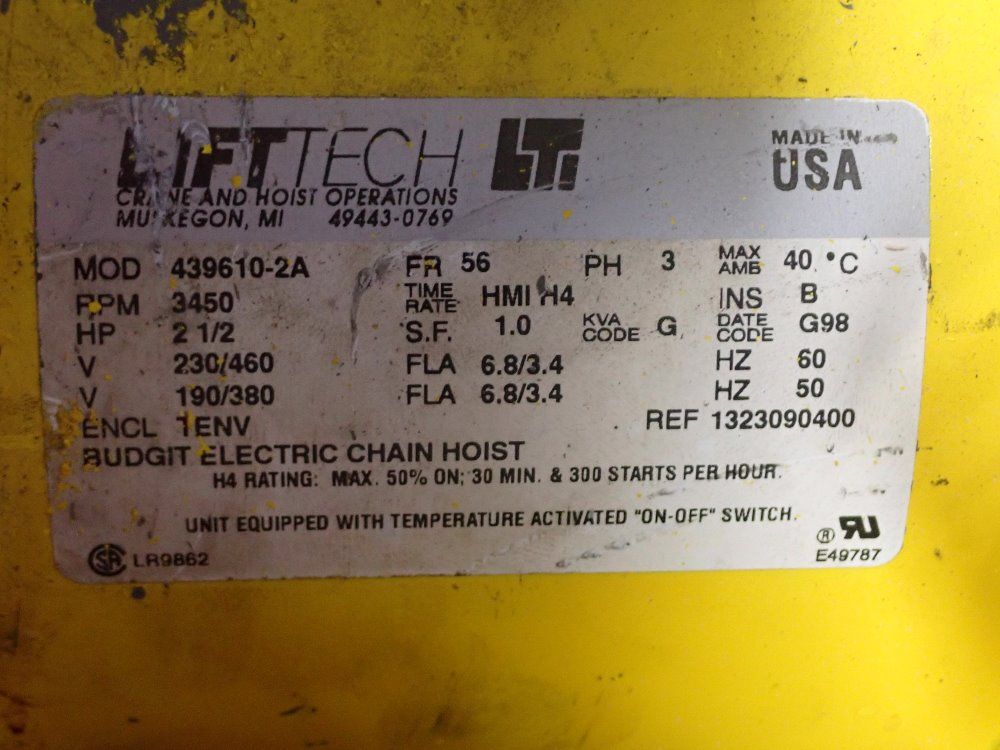 LIFTTECH LTI MADE IN USA
CRANE AND HOIST OPERATIONS
MUSKEGON, MI 49443-0769
MOD 439610-2A FR 56 PH 3 MAX AMB 40 °C
RPM 3450 TIME RATE HMI H4 INS B
HP 2 1/2 S.F. 1.0 KVA CODE G DATE CODE G98
V 230/460 FLA 6.8/3.4 HZ 60
V 190/380 FLA 6.8/3.4 HZ 50
ENCL TENV REF 1323090400
BUDGIT ELECTRIC CHAIN HOIST
H4 RATING: MAX. 50% ON; 30 MIN. & 300 STARTS PER HOUR.
UNIT EQUIPPED WITH TEMPERATURE ACTIVATED "ON-OFF" SWITCH.
SA LR9862 ® RU E49787